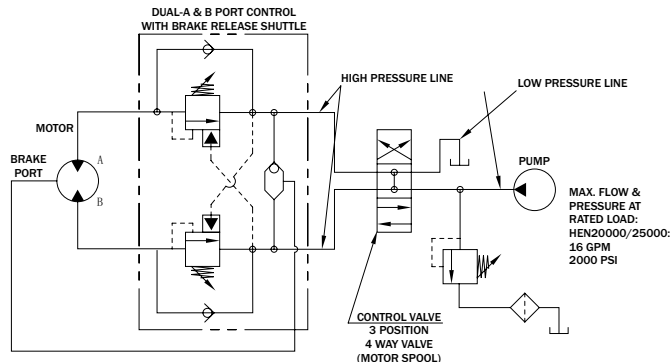 DUAL-A & B PORT CONTROL
WITH BRAKE RELEASE SHUTTLE
HIGH PRESSURE LINE
LOW PRESSURE LINE
MOTOR
BRAKE
PORT
A
B
PUMP
MAX. FLOW &
PRESSURE AT
RATED LOAD:
HEN20000/25000:
16 GPM
2000 PSI
CONTROL VALVE
3 POSITION
4 WAY VALVE
(MOTOR SPOOL)